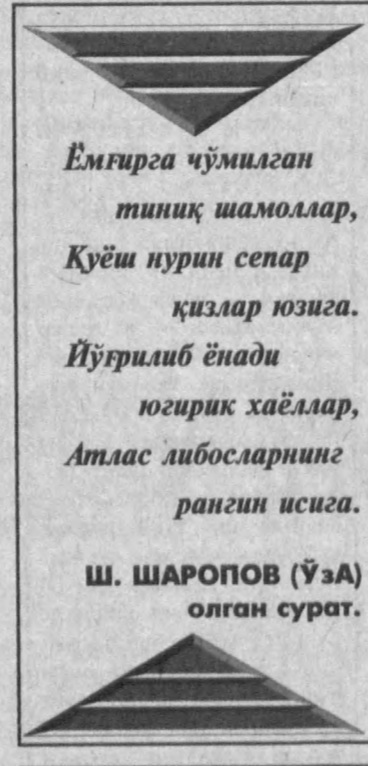 Ёмғирга чўмилган
тиниқ шамоллар,
Қуёш нурин сепар
қизлар юзига.
Йўғрилиб ёнади
югирик хаёллар,
Атлас либосларнинг
рангин исига.
Ш. ШАРОПОВ (ЎзА)
олган сурат.